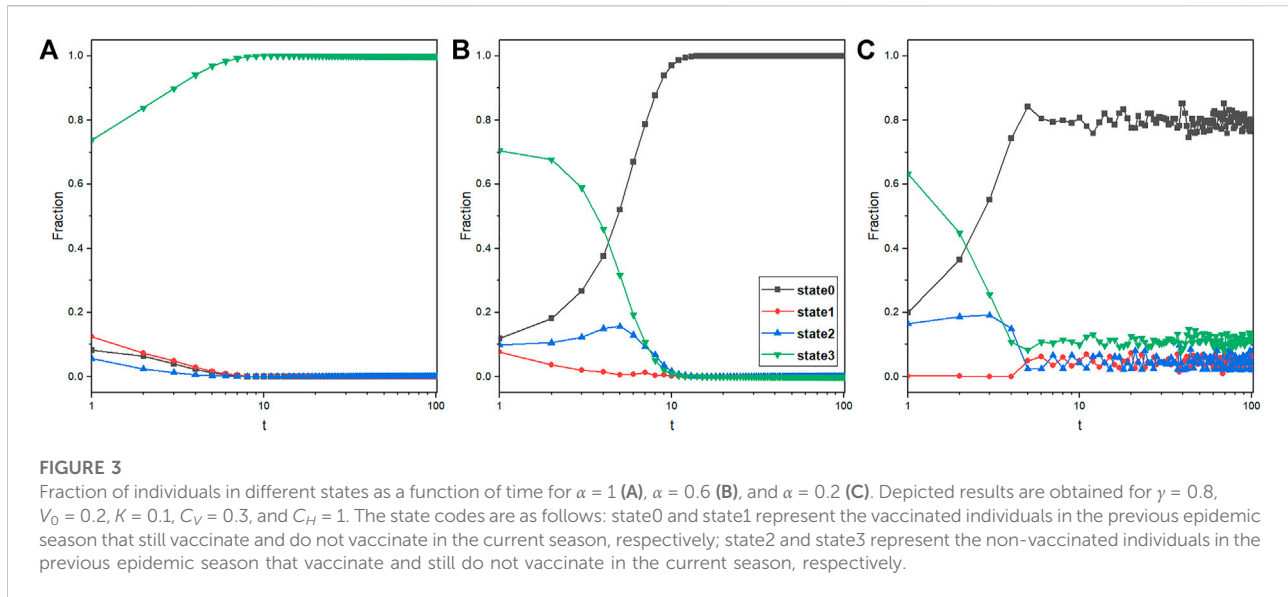 A
B
C
1.0
0.8
0.6
0.4
0.2
0.0
Fraction
1
10
100
t
1.0
0.8
0.6
0.4
0.2
0.0
Fraction
state0
state1
state2
state3
1
10
100
t
1.0
0.8
0.6
0.4
0.2
0.0
Fraction
1
10
100
t
FIGURE 3
Fraction of individuals in different states as a function of time for α = 1 (A), α = 0.6 (B), and α = 0.2 (C). Depicted results are obtained for γ = 0.8,
V₀ = 0.2, K = 0.1, C_V = 0.3, and C_H = 1. The state codes are as follows: state0 and state1 represent the vaccinated individuals in the previous epidemic
season that still vaccinate and do not vaccinate in the current season, respectively; state2 and state3 represent the non-vaccinated individuals in the
previous epidemic season that vaccinate and still do not vaccinate in the current season, respectively.